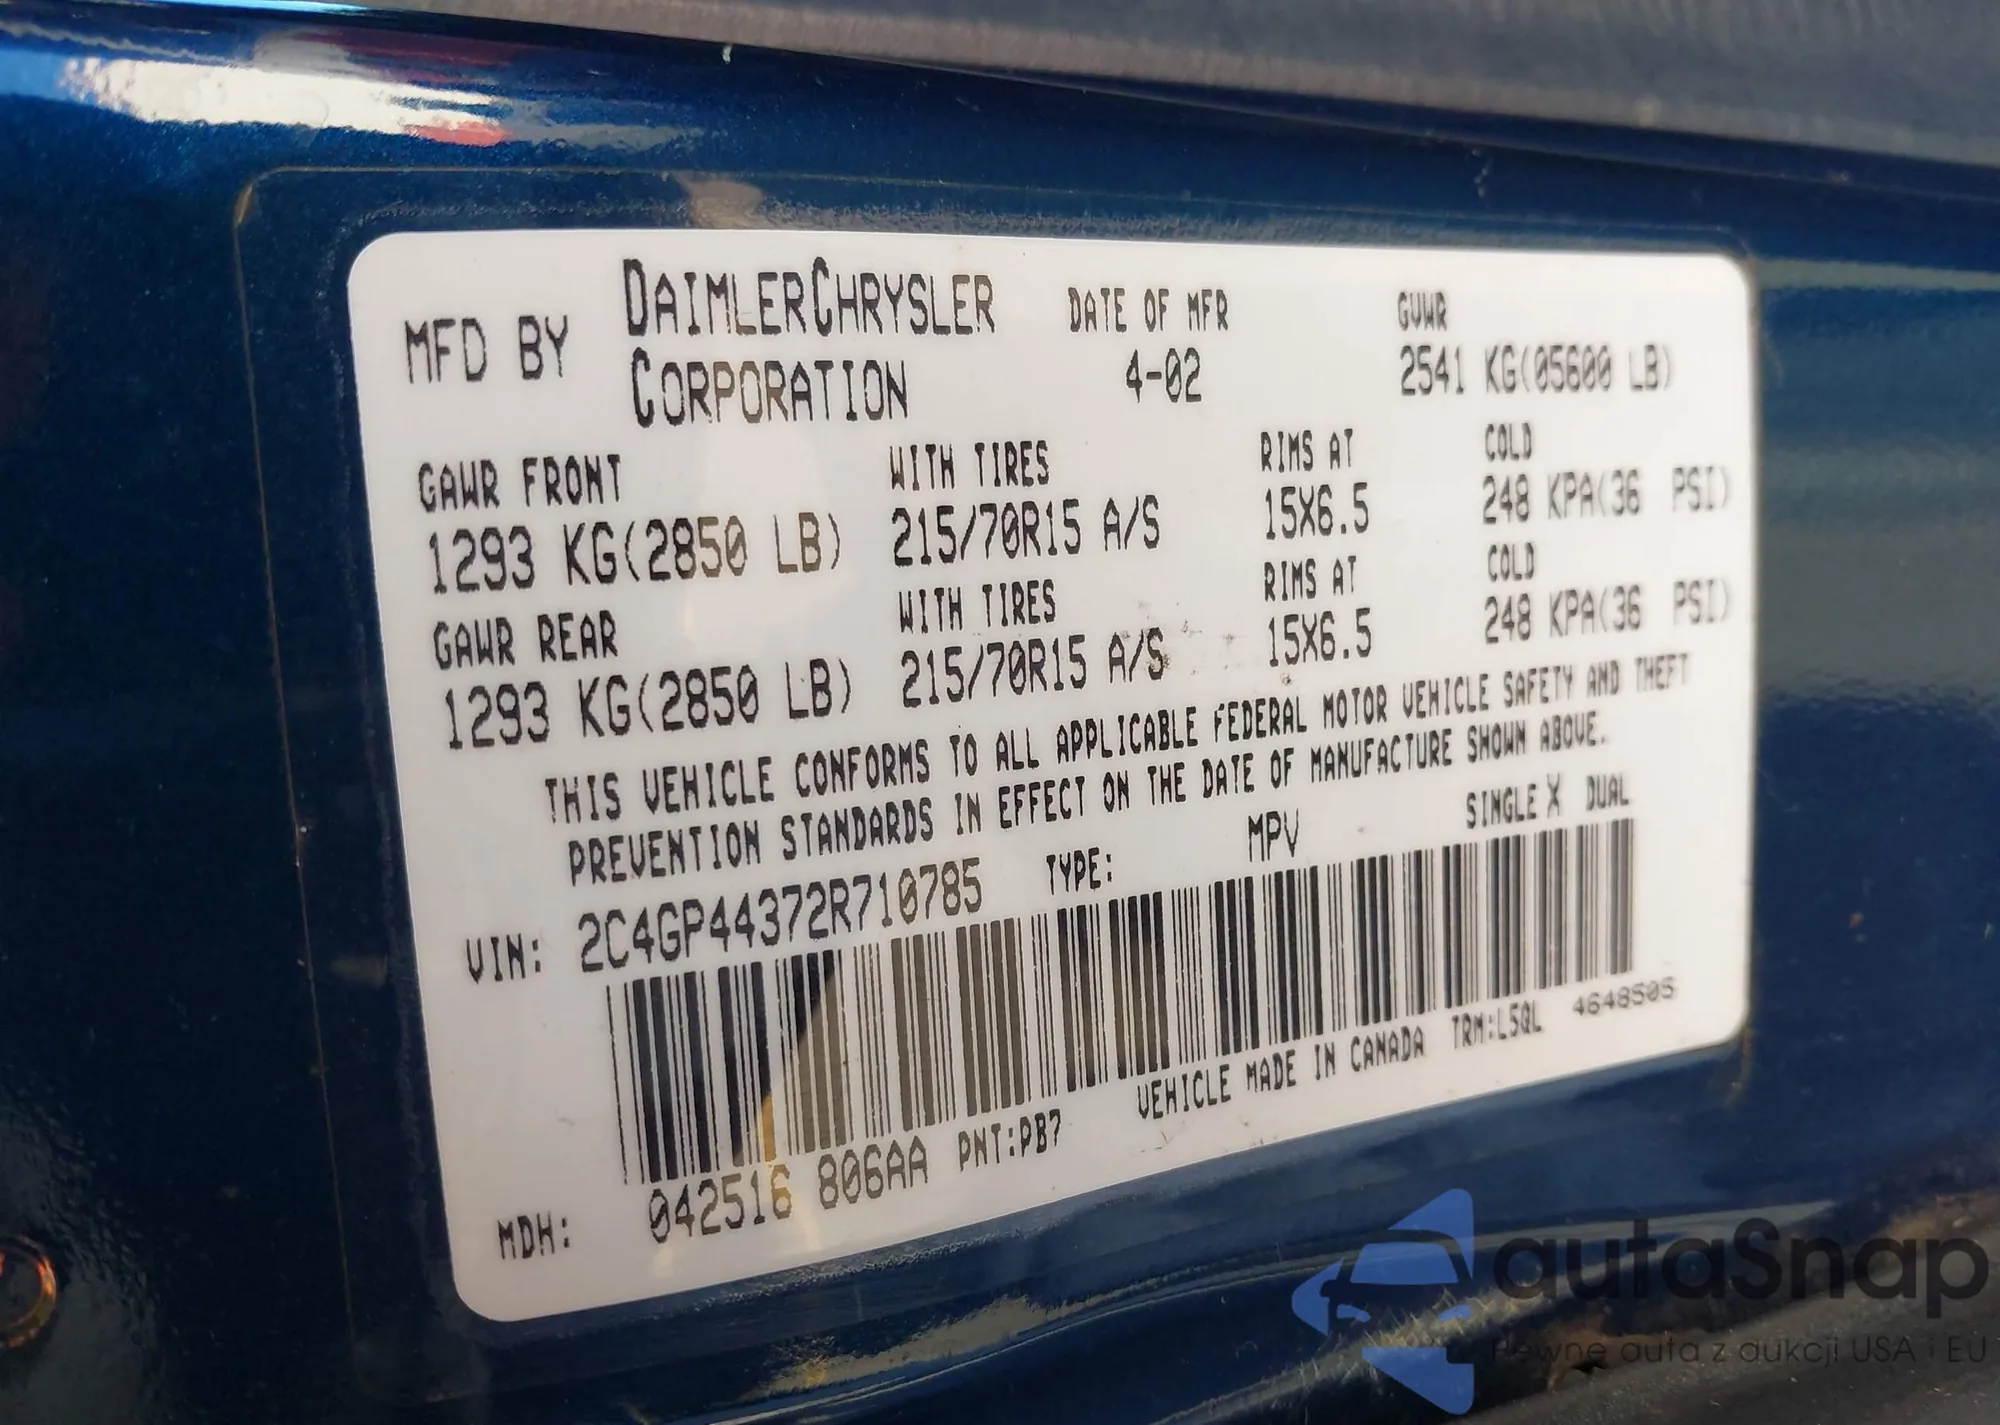 MFD BY DAIMLERCHRYSLER CORPORATION DATE OF MFR 4-02 GVWR 2541 KG(05600 LB)
GAWR FRONT WITH TIRES RIMS AT COLD
1293 KG(2850 LB) 215/70R15 A/S 15X6.5 248 KPA(36 PSI)
GAWR REAR WITH TIRES RIMS AT COLD
1293 KG(2850 LB) 215/70R15 A/S 15X6.5 248 KPA(36 PSI)
THIS VEHICLE CONFORMS TO ALL APPLICABLE FEDERAL MOTOR VEHICLE SAFETY AND THEFT
PREVENTION STANDARDS IN EFFECT ON THE DATE OF MANUFACTURE SHOWN ABOVE.
VIN: 2C4GP44372R710785 TYPE: MPV SINGLE X DUAL
MDH: 042516 806AA PNT:PB7 VEHICLE MADE IN CANADA TRM:L5QL 4648505
autaSnap
Pewne auta z aukcji USA i EU